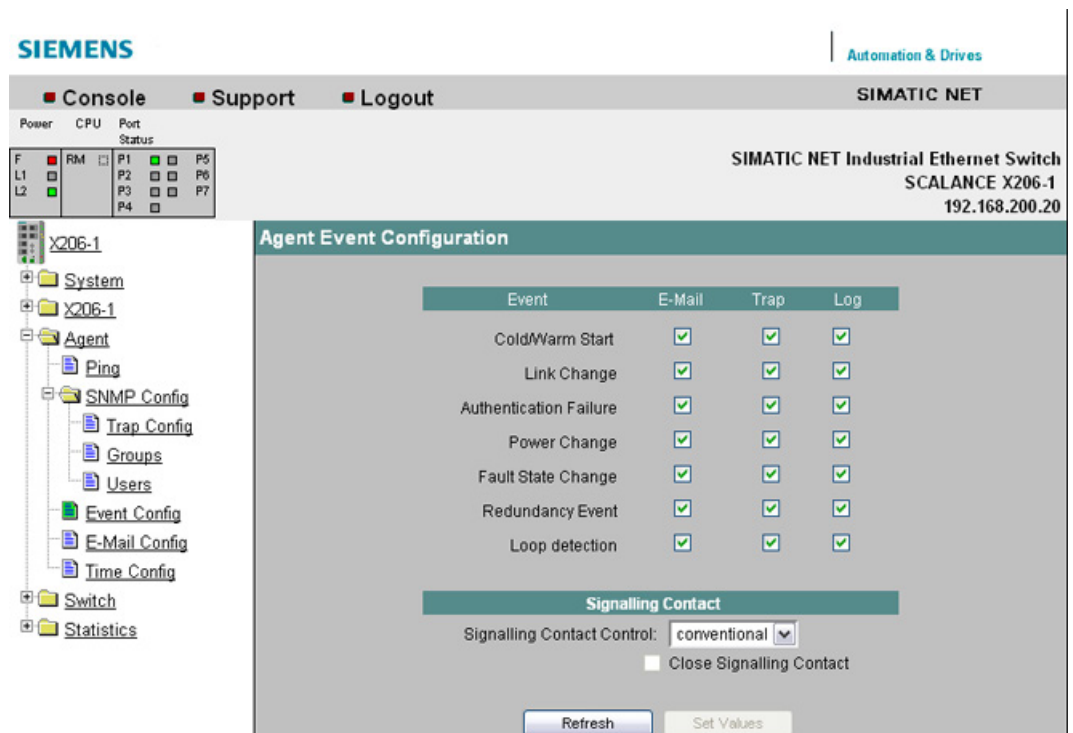 SIEMENS
Automation & Drives
Console Support Logout SIMATIC NET
Power CPU Port Status
F RM P1 P5
L1 P2 P6
L2 P3 P7
P4
SIMATIC NET Industrial Ethernet Switch
SCALANCE X206-1
192.168.200.20
X206-1
System
X206-1
Agent
Ping
SNMP Config
Trap Config
Groups
Users
Event Config
E-Mail Config
Time Config
Switch
Statistics
Agent Event Configuration
Event E-Mail Trap Log
Cold/Warm Start
Link Change
Authentication Failure
Power Change
Fault State Change
Redundancy Event
Loop detection
Signalling Contact
Signalling Contact Control: conventional
Close Signalling Contact
Refresh Set Values